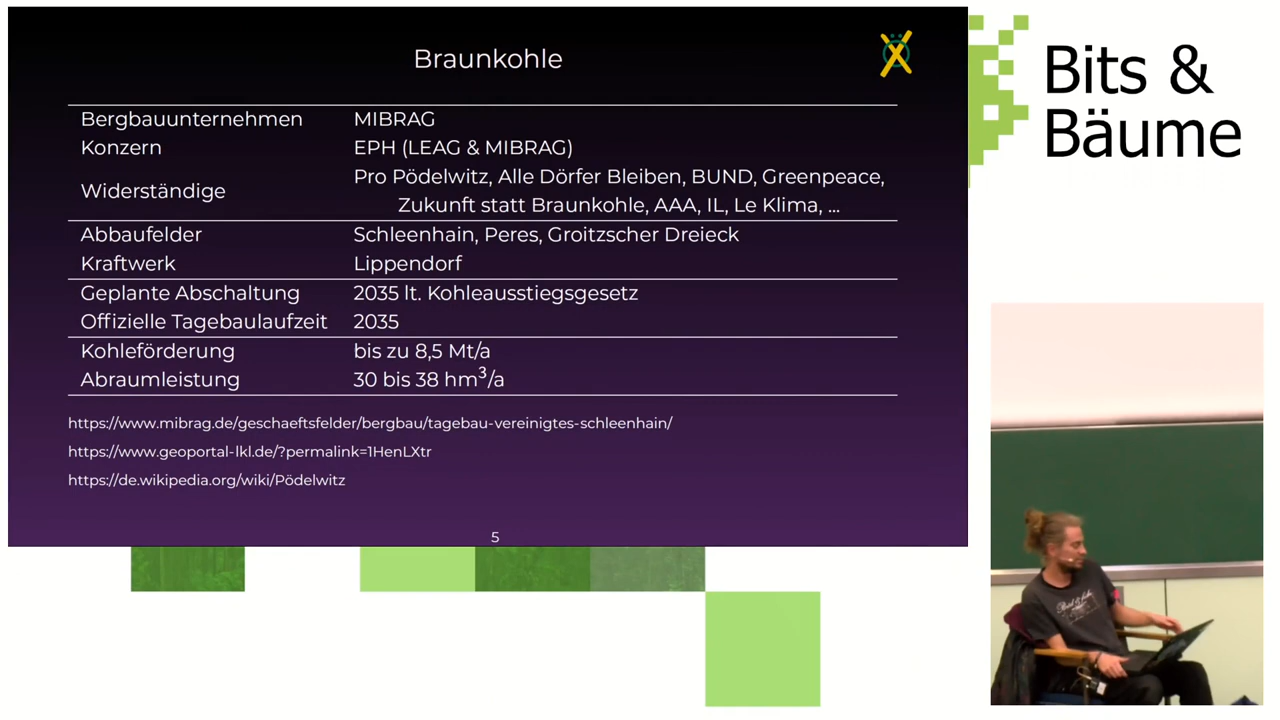 Braunkohle
Bits &
Bäume
Bergbauunternehmen MIBRAG
Konzern EPH (LEAG & MIBRAG)
Widerständige Pro Pödelwitz, Alle Dörfer Bleiben, BUND, Greenpeace,
Zukunft statt Braunkohle, AAA, IL, Le Klima, ...
Abbaufelder Schleenhain, Peres, Groitzscher Dreieck
Kraftwerk Lippendorf
Geplante Abschaltung 2035 lt. Kohleausstiegsgesetz
Offizielle Tagebaulaufzeit 2035
Kohleförderung bis zu 8,5 Mt/a
Abraumleistung 30 bis 38 hm³/a
https://www.mibrag.de/geschaeftsfelder/bergbau/tagebau-vereinigtes-schleenhain/
https://www.geoportal-lkl.de/?permalink=1HenLXtr
https://de.wikipedia.org/wiki/Pödelwitz
5